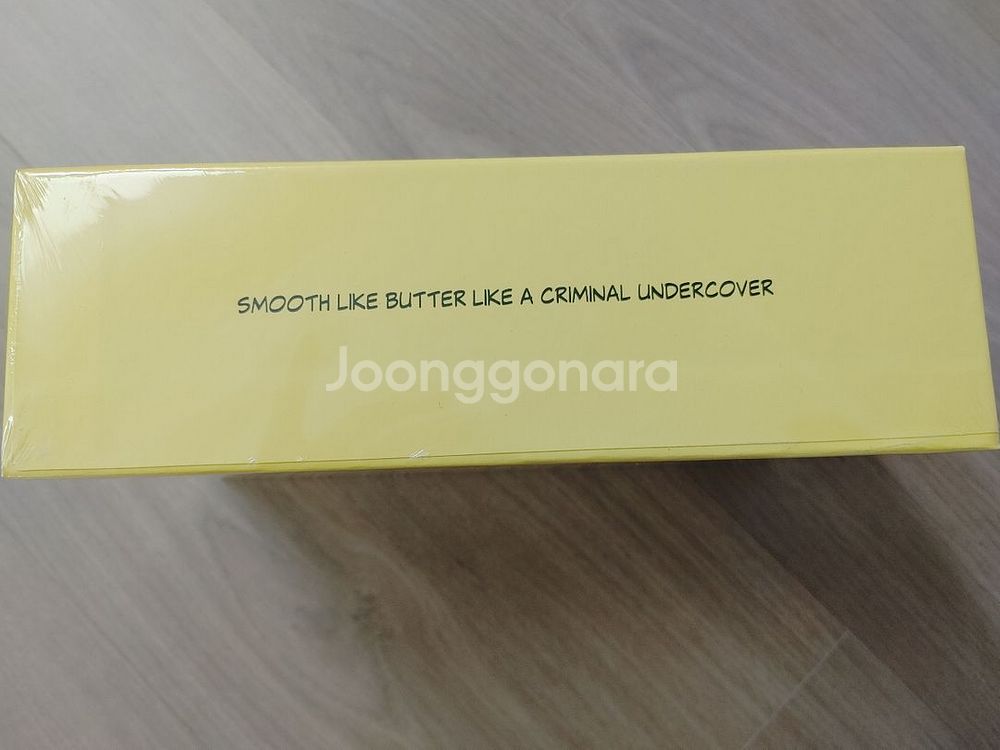 SMOOTH LIKE BUTTER LIKE A CRIMINAL UNDERCOVER
Joonggonara